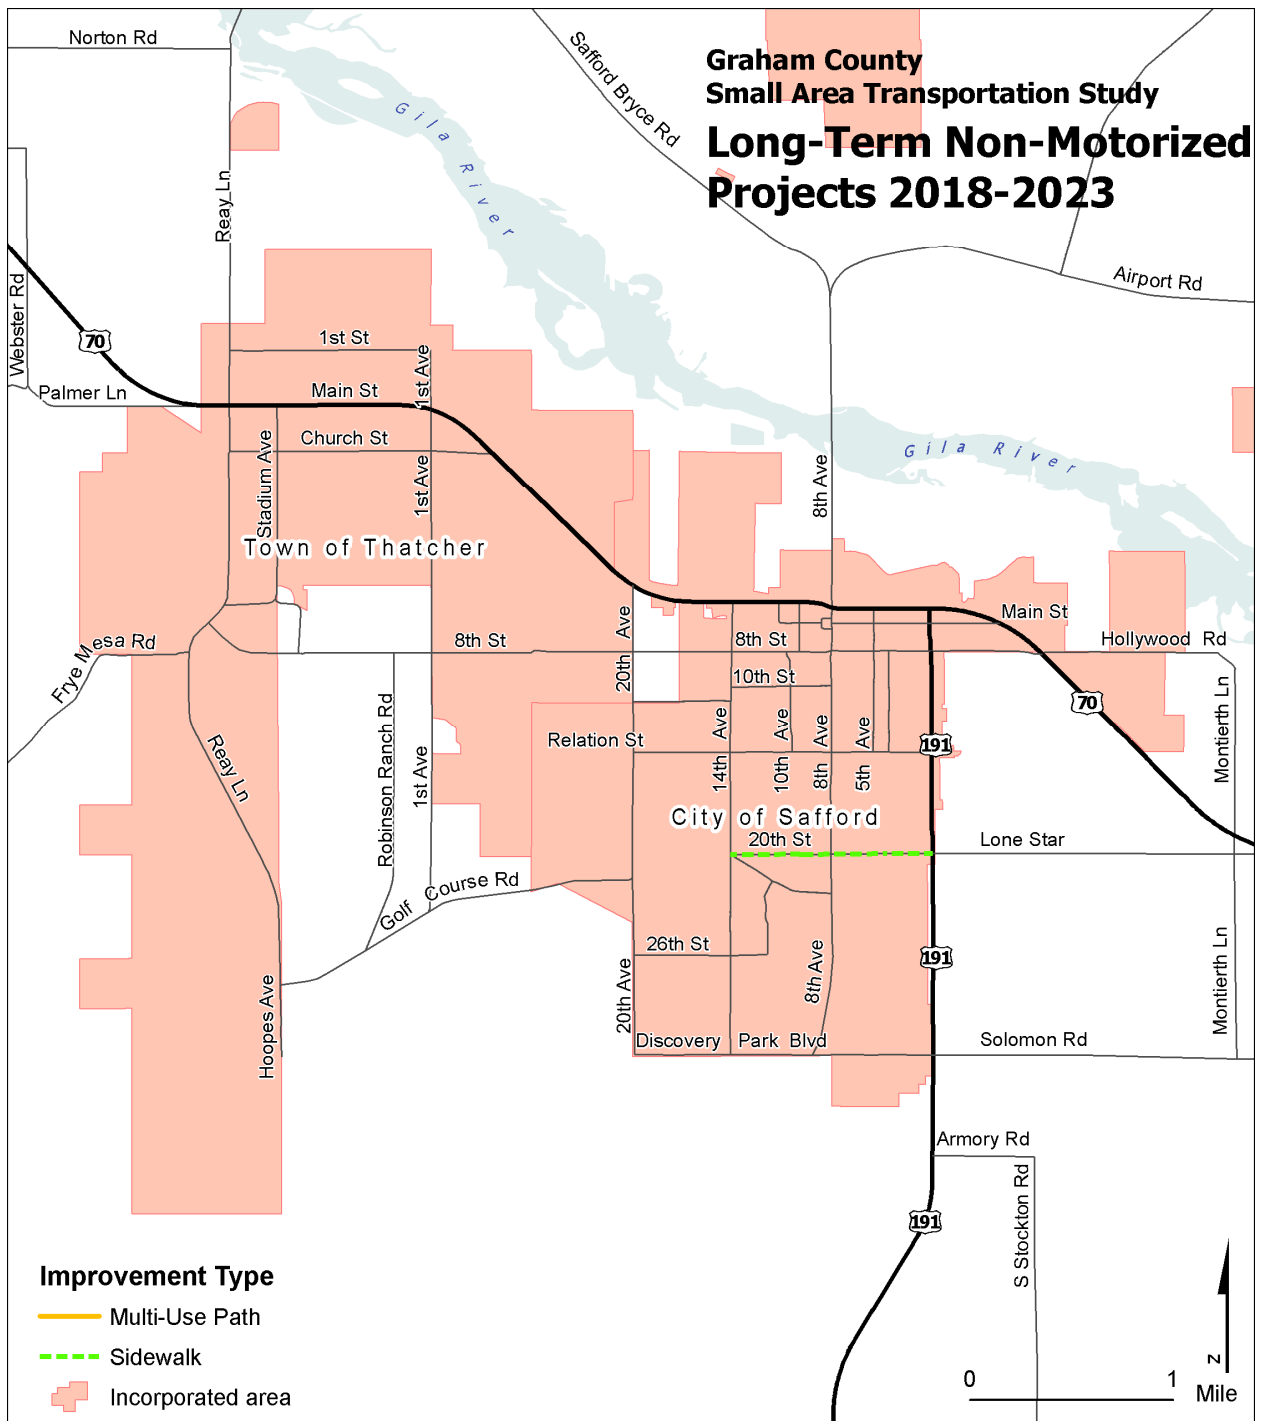 Graham County
Small Area Transportation Study
Long-Term Non-Motorized
Projects 2018-2023
Norton Rd
Safford Bryce Rd
Gila River
Reay Ln
Airport Rd
Webster Rd
70
1st St
1st Ave
Palmer Ln
Main St
Church St
Stadium Ave
1st Ave
8th Ave
Gila River
Town of Thatcher
Main St
20th Ave
8th St
8th St
Hollywood Rd
Frye Mesa Rd
10th St
Montierth Ln
70
Robinson Ranch Rd
Reay Ln
1st Ave
Relation St
14th Ave
10th Ave
8th Ave
5th Ave
191
City of Safford
20th St
Lone Star
Golf Course Rd
26th St
191
Hoopes Ave
20th Ave
8th Ave
Montierth Ln
Discovery Park Blvd
Solomon Rd
Armory Rd
S Stockton Rd
191
Improvement Type
Multi-Use Path
Sidewalk
Incorporated area
N
0 1
Mile